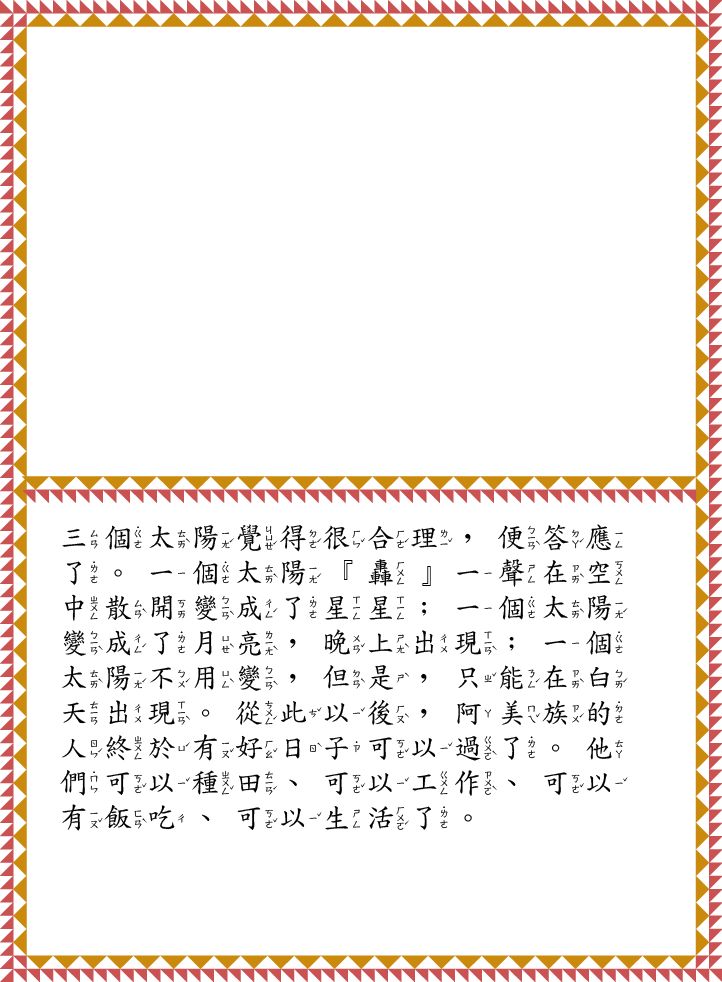 三個太陽覺得很合理，便答應
了。一個太陽『轟』一聲在空
中散開變成了星星；一個太陽
變成了月亮，晚上出現；一個
太陽不用變，但是，只能在白
天出現。從此以後，阿美族的
人終於有好日子可以過了。他
們可以種田、可以工作、可以
有飯吃、可以生活了。